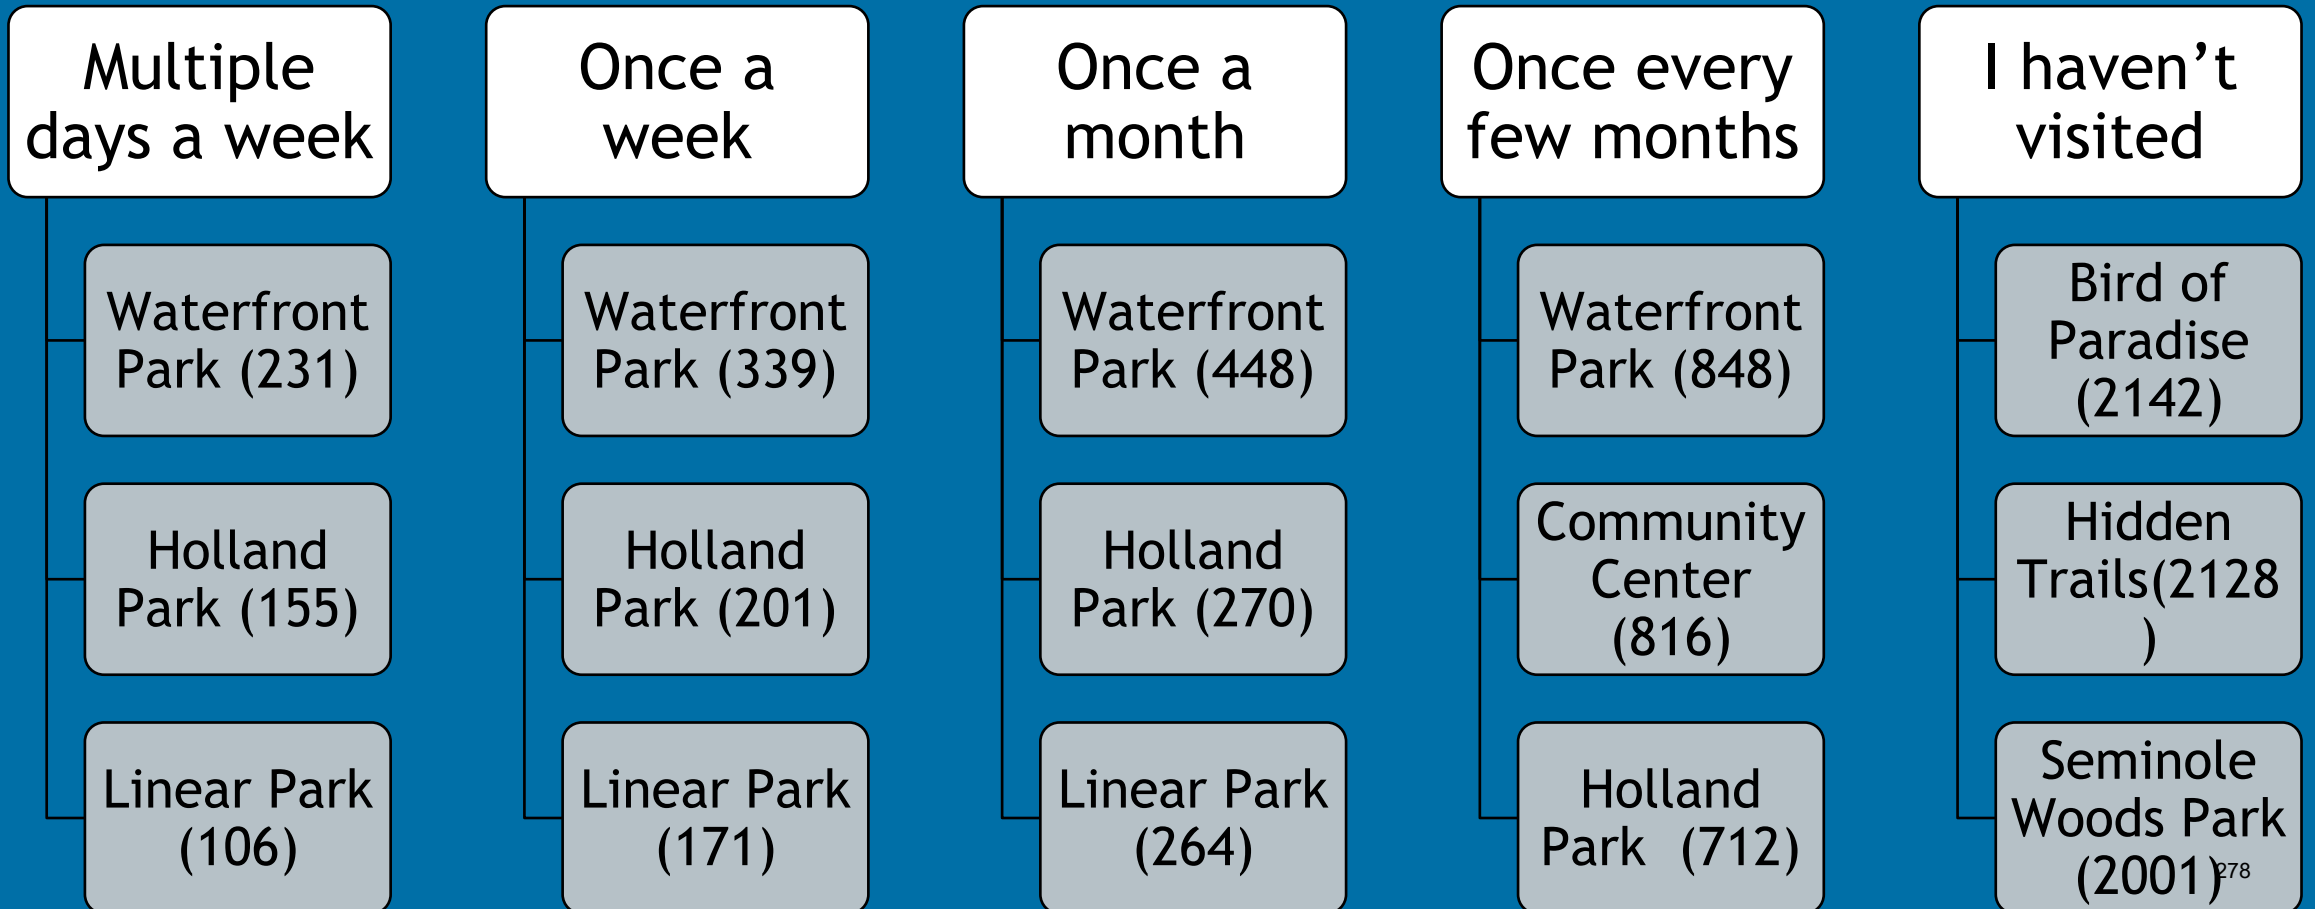 Multiple
days a week
Waterfront
Park (231)
Holland
Park (155)
Linear Park
(106)
Once a
week
Waterfront
Park (339)
Holland
Park (201)
Linear Park
(171)
Once a
month
Waterfront
Park (448)
Holland
Park (270)
Linear Park
(264)
Once every
few months
Waterfront
Park (848)
Community
Center
(816)
Holland
Park (712)
I haven’t
visited
Bird of
Paradise
(2142)
Hidden
Trails(2128
)
Seminole
Woods Park
(2001)
278